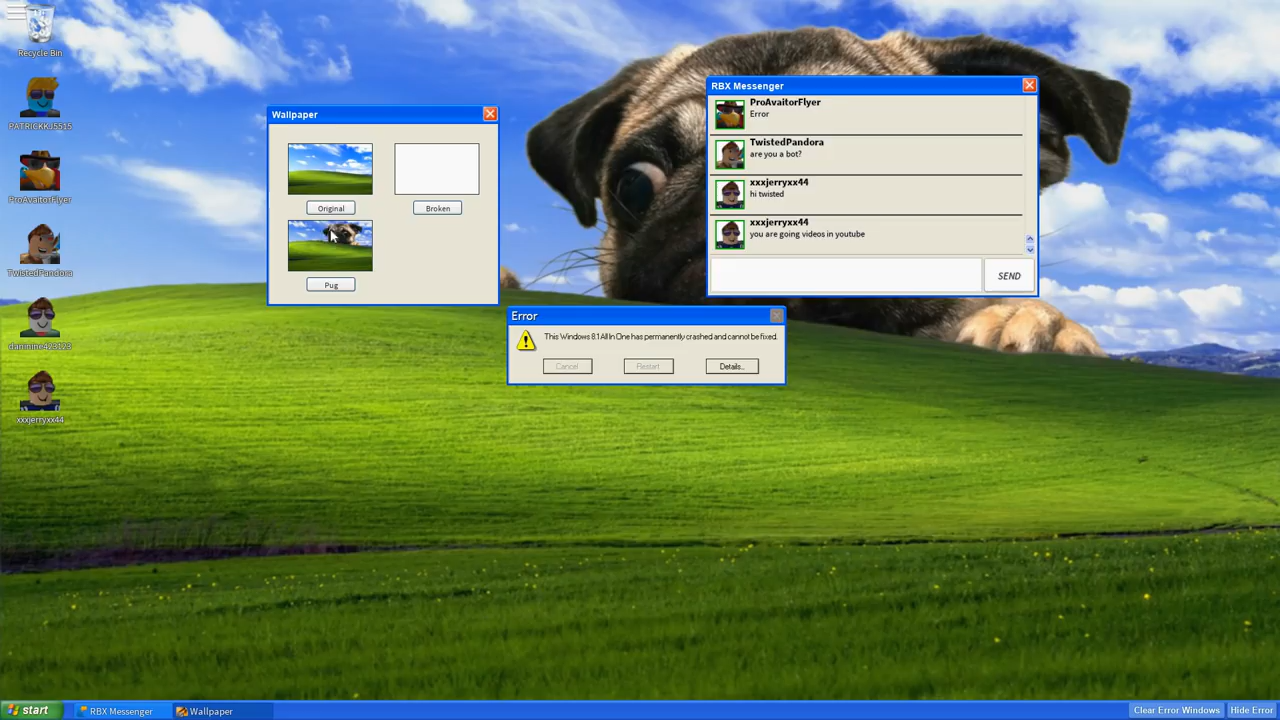 Recycle Bin
PATRICKKJ5515
ProAvaitorFlyer
TwistedPandora
xxxjerryxx44
Wallpaper
Original
Broken
Pug
RBX Messenger
ProAvaitorFlyer
Error
TwistedPandora
are you a bot?
xxxjerryxx44
hi twisted
xxxjerryxx44
you are going videos in youtube
SEND
Error
This Windows 8.1 All In One has permanently crashed and cannot be fixed.
Cancel
Restart
Details...
start
RBX Messenger
Wallpaper
Clear Error Windows
Hide Error